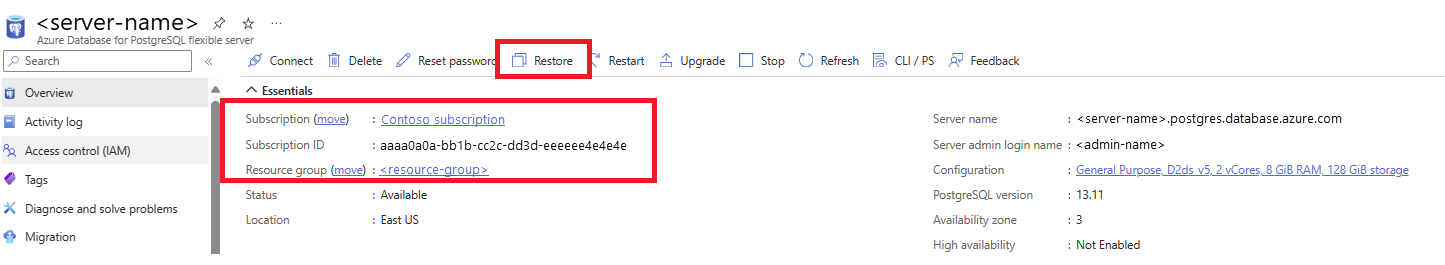 <server-name>
Azure Database for PostgreSQL flexible server
Search
«
Connect
Delete
Reset password
Restore
Restart
Upgrade
Stop
Refresh
CLI / PS
Feedback
Overview
Activity log
Access control (IAM)
Tags
Diagnose and solve problems
Migration
Essentials
Subscription (move) : Contoso subscription
Subscription ID : aaaa0a0a-bb1b-cc2c-dd3d-eeeeee4e4e4e
Resource group (move) : <resource-group>
Status : Available
Location : East US
Server name : <server-name>.postgres.database.azure.com
Server admin login name : <admin-name>
Configuration : General Purpose, D2ds_v5, 2 vCores, 8 GiB RAM, 128 GiB storage
PostgreSQL version : 13.11
Availability zone : 3
High availability : Not Enabled